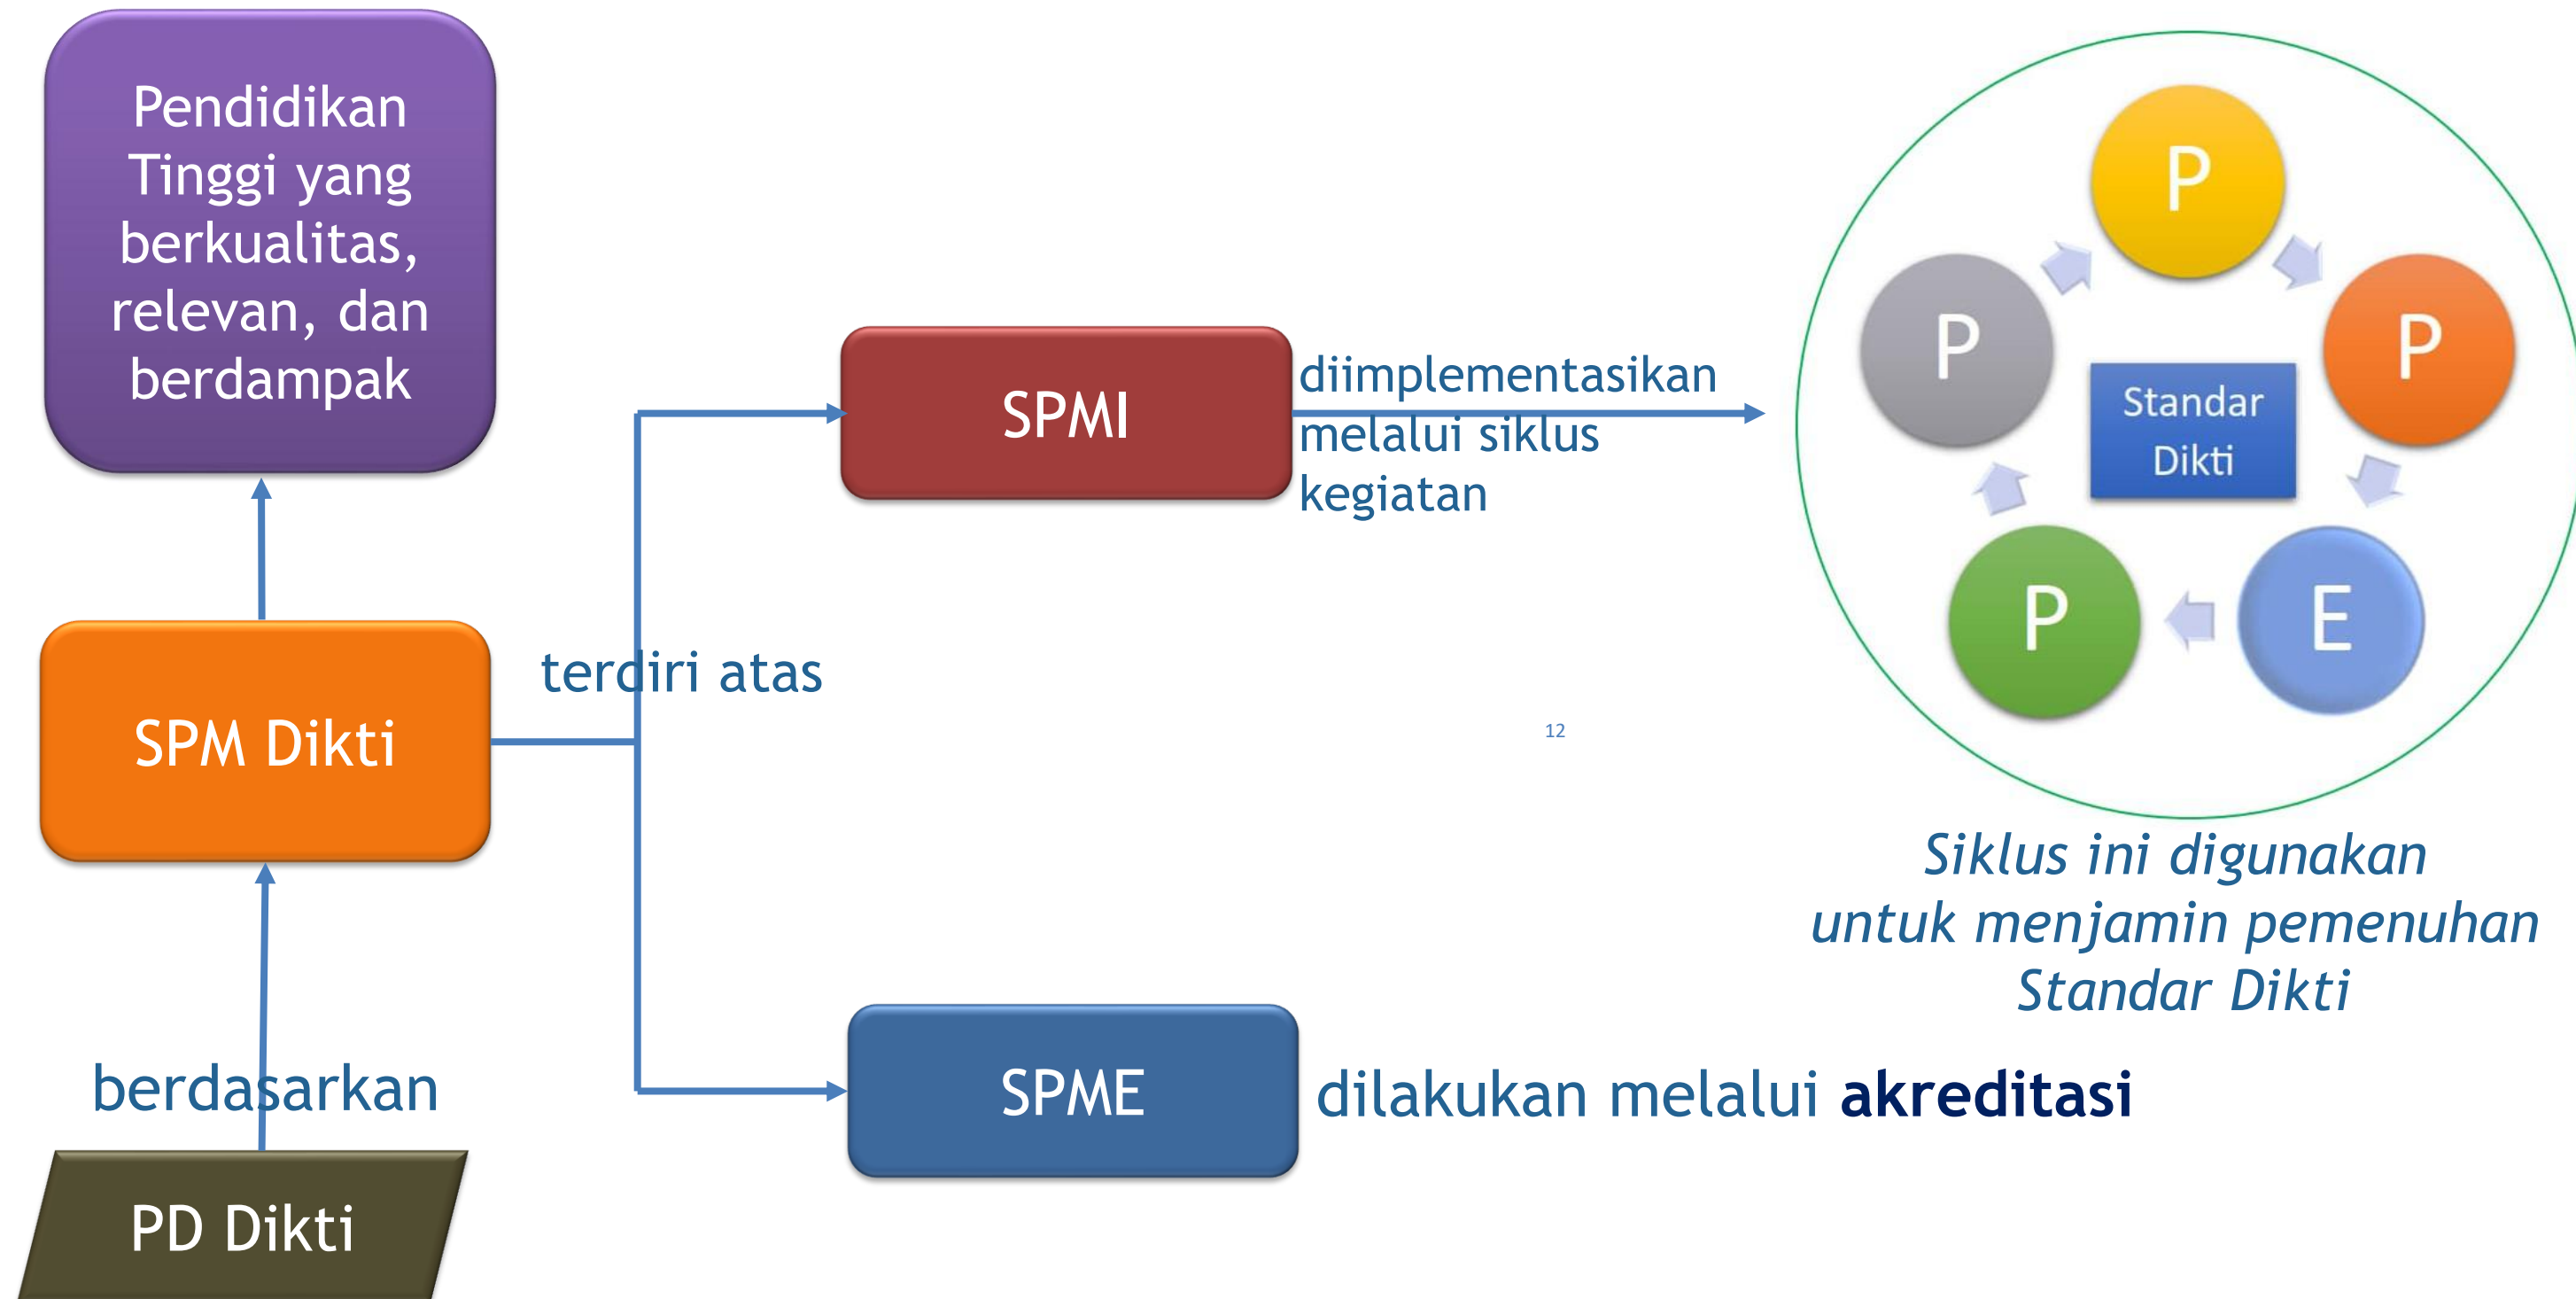 Pendidikan
Tinggi yang
berkualitas,
relevan, dan
berdampak
SPM Dikti
berdasarkan
PD Dikti
terdiri atas
SPMI
diimplementasikan
melalui siklus
kegiatan
P
P
E
P
P
Standar
Dikti
12
Siklus ini digunakan
untuk menjamin pemenuhan
Standar Dikti
SPME
dilakukan melalui akreditasi